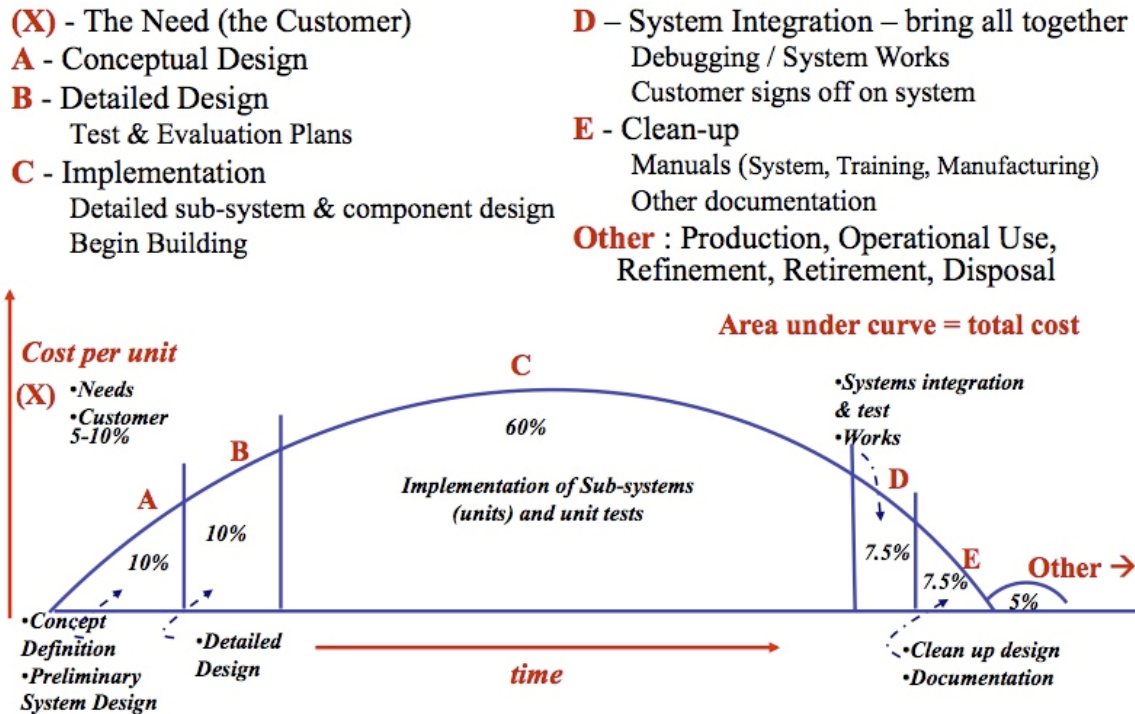 (X) - The Need (the Customer)
A - Conceptual Design
B - Detailed Design
Test & Evaluation Plans
C - Implementation
Detailed sub-system & component design
Begin Building
D – System Integration – bring all together
Debugging / System Works
Customer signs off on system
E - Clean-up
Manuals (System, Training, Manufacturing)
Other documentation
Other : Production, Operational Use,
Refinement, Retirement, Disposal
Area under curve = total cost
Cost per unit
(X)
•Needs
•Customer
5-10%
A
10%
B
10%
C
60%
Implementation of Sub-systems
(units) and unit tests
•Systems integration
& test
•Works
D
7.5%
E
7.5%
Other →
5%
•Concept
Definition
•Preliminary
System Design
•Detailed
Design
time
•Clean up design
•Documentation